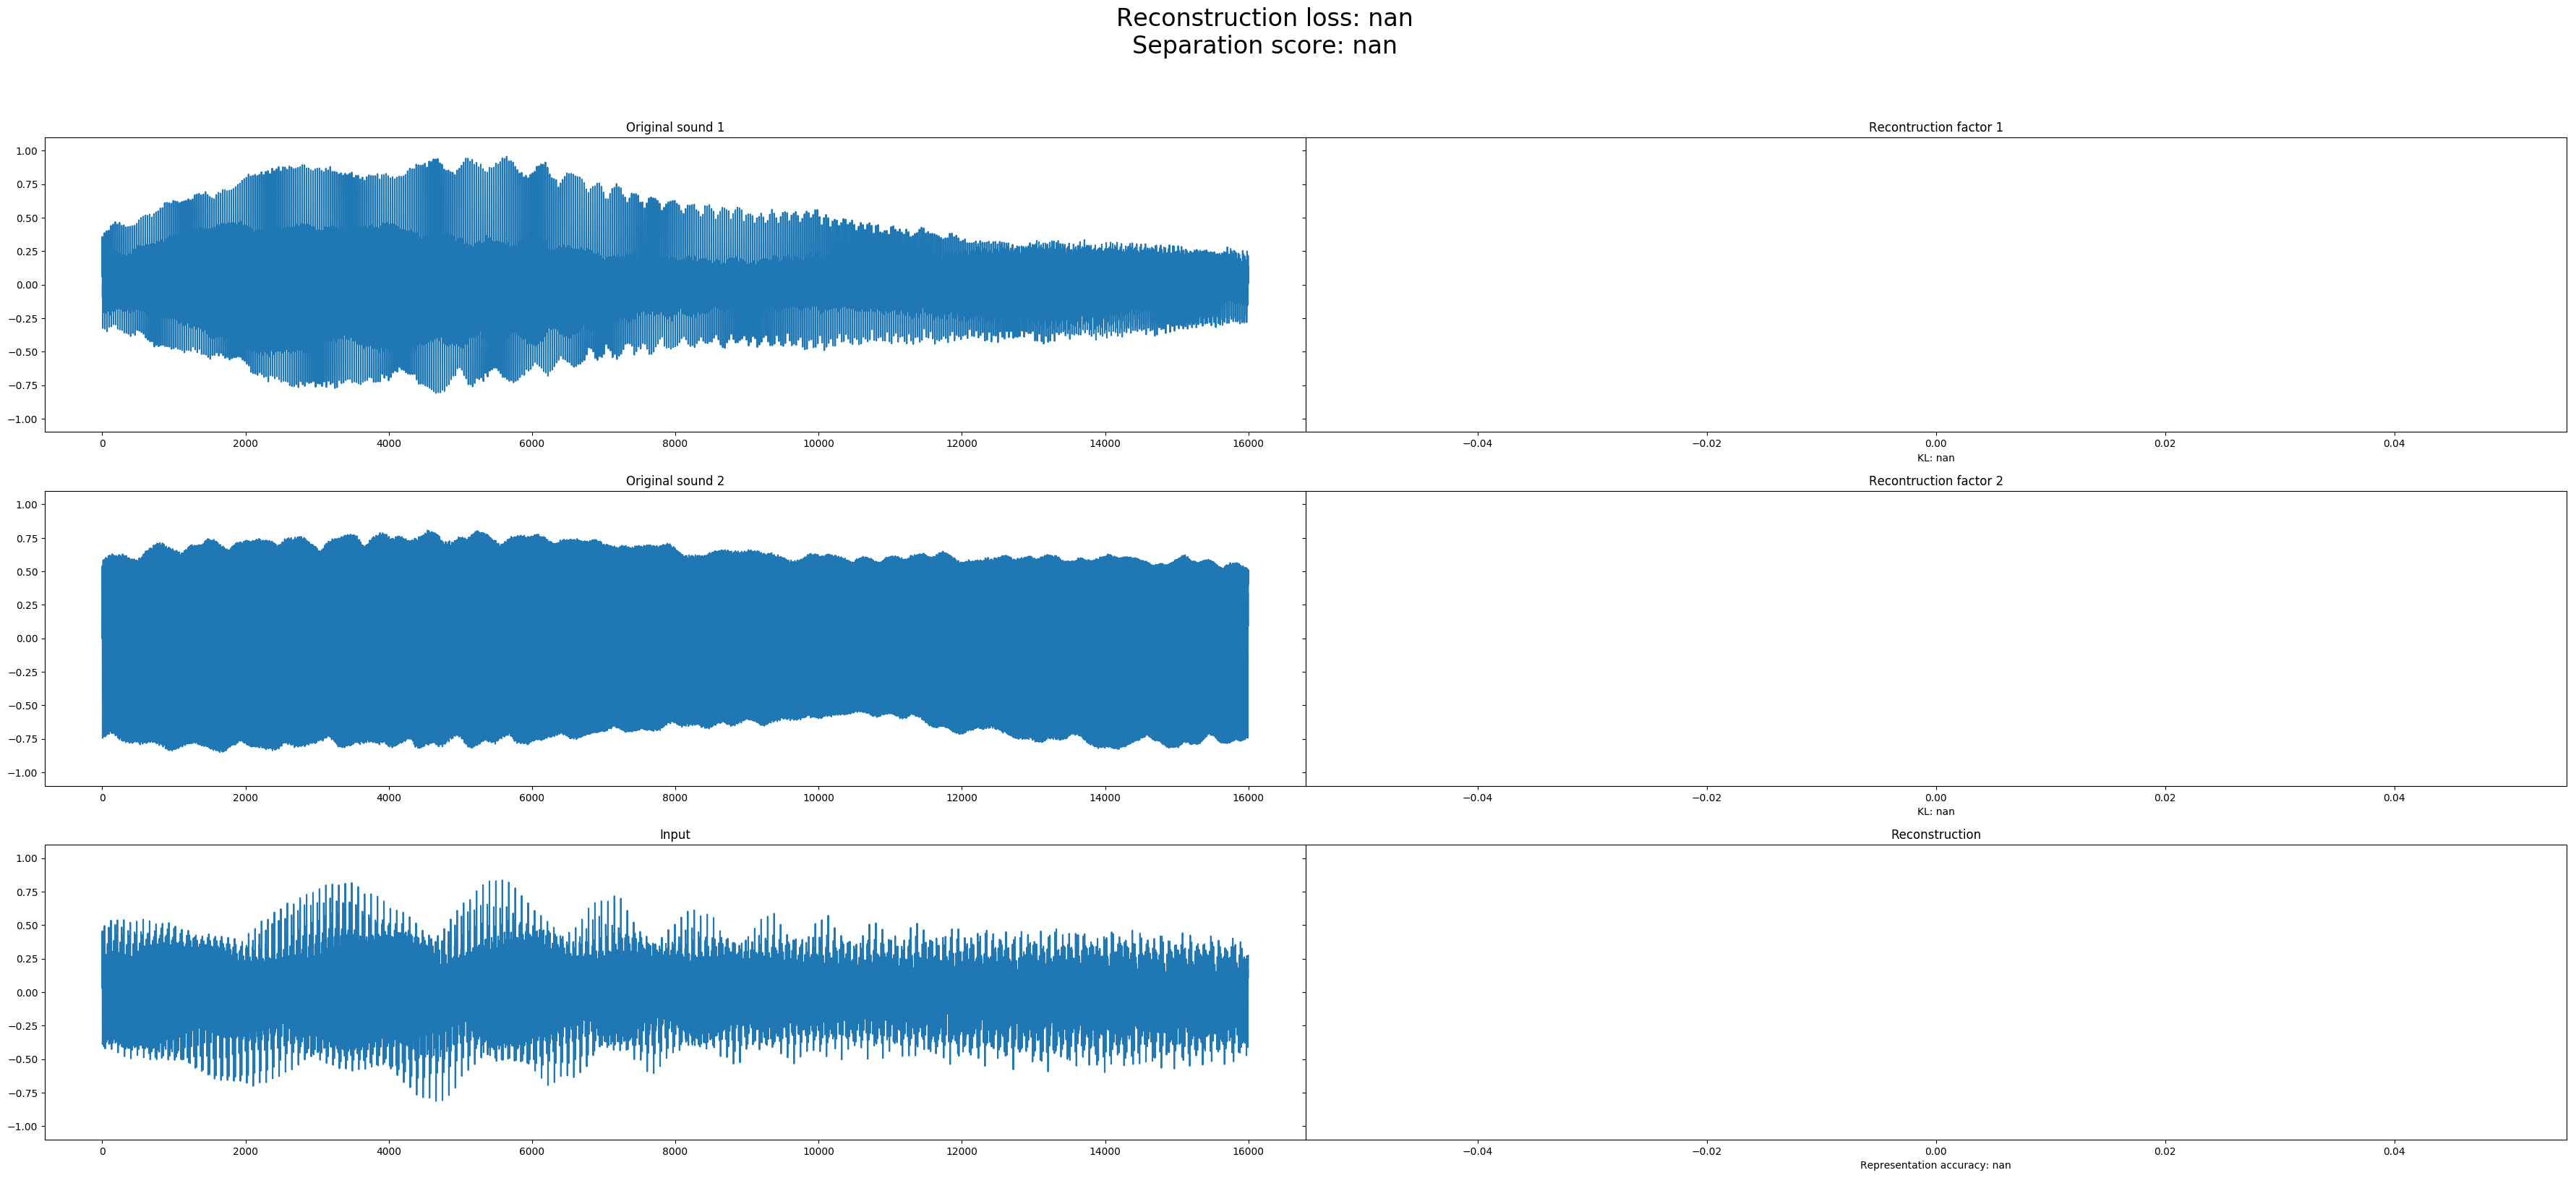 Reconstruction loss: nan
Separation score: nan
Original sound 1
Recontruction factor 1
1.00
0.75
0.50
0.25
0.00
−0.25
−0.50
−0.75
−1.00
0 2000 4000 6000 8000 10000 12000 14000 16000
−0.04 −0.02 0.00 0.02 0.04
KL: nan
Original sound 2
Recontruction factor 2
1.00
0.75
0.50
0.25
0.00
−0.25
−0.50
−0.75
−1.00
0 2000 4000 6000 8000 10000 12000 14000 16000
−0.04 −0.02 0.00 0.02 0.04
KL: nan
Input
Reconstruction
1.00
0.75
0.50
0.25
0.00
−0.25
−0.50
−0.75
−1.00
0 2000 4000 6000 8000 10000 12000 14000 16000
−0.04 −0.02 0.00 0.02 0.04
Representation accuracy: nan